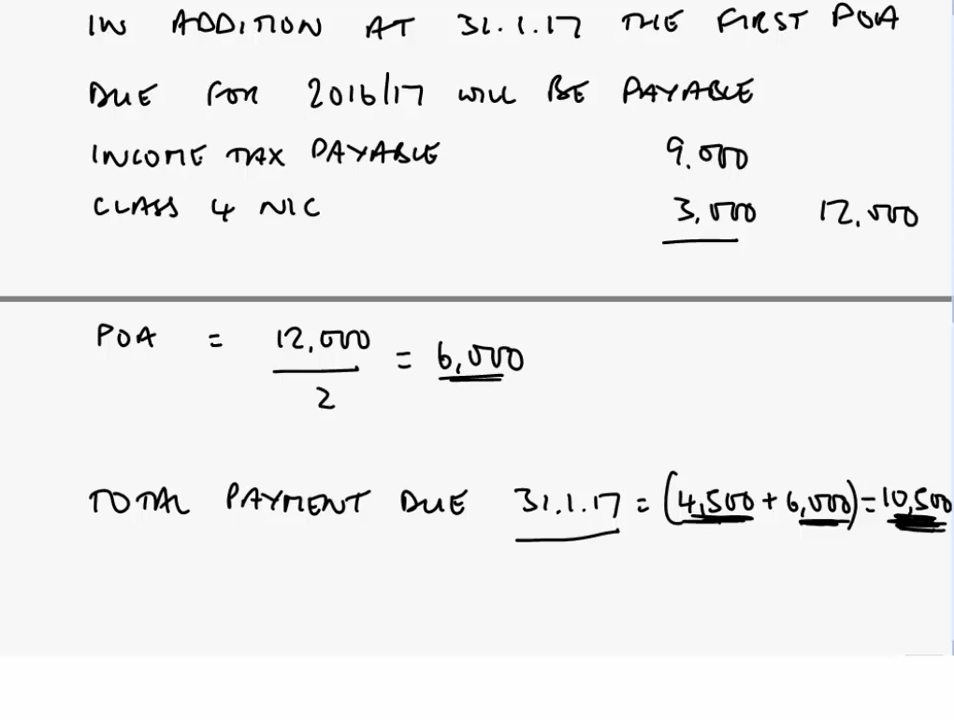 IN ADDITION AT 31.1.17 THE FIRST POA
DUE FOR 2016/17 WILL BE PAYABLE
INCOME TAX PAYABLE 9.000
CLASS 4 NIC 3,000 12.000
POA = 12,000 / 2 = 6,000
TOTAL PAYMENT DUE 31.1.17 = (4,500 + 6,000) = 10,500